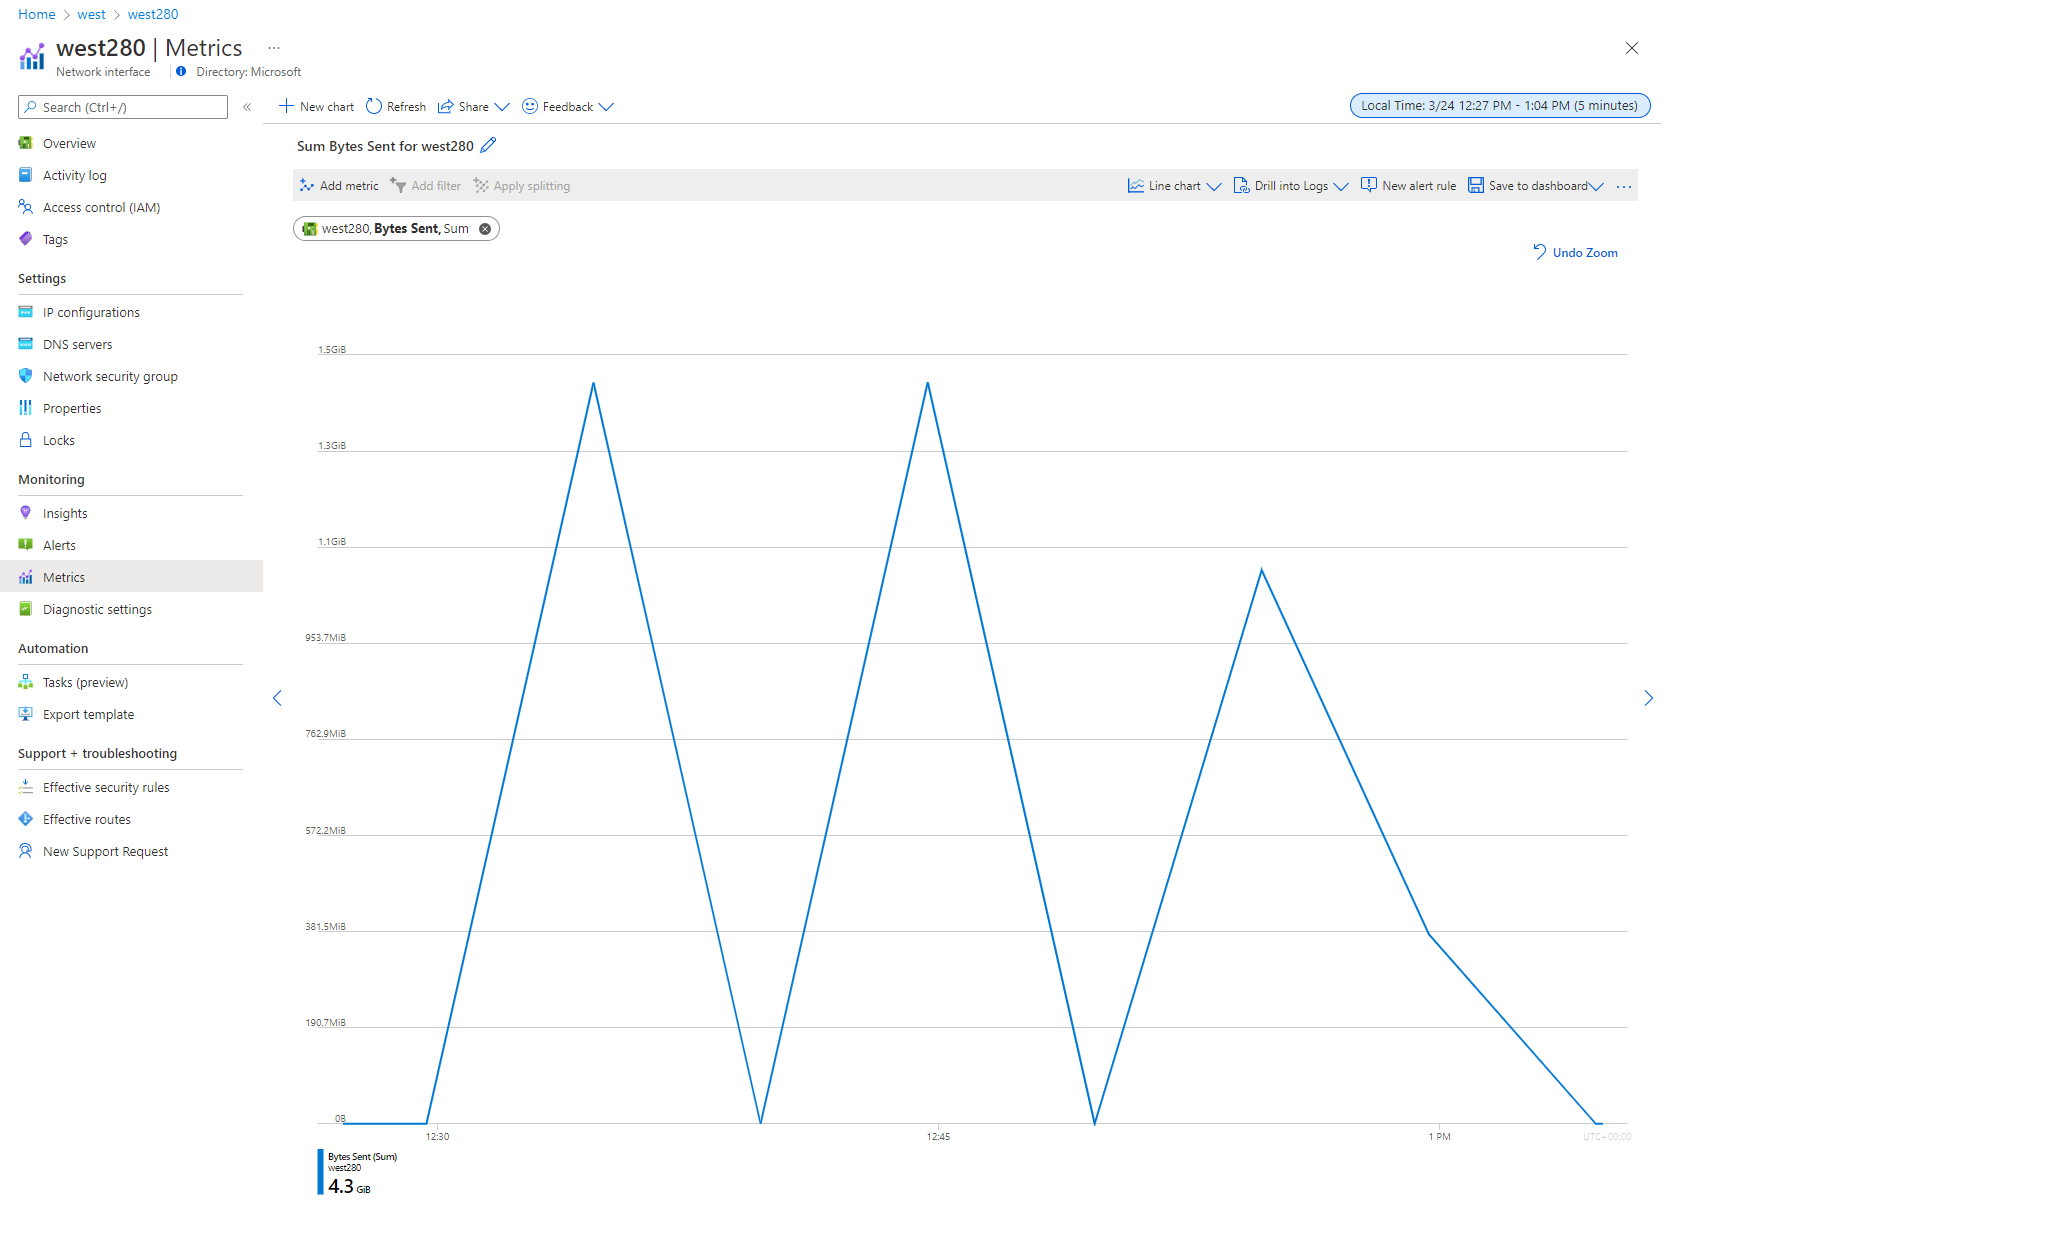 Home > west > west280
west280 | Metrics ...
Network interface
Directory: Microsoft
Search (Ctrl+/)
«
Overview
Activity log
Access control (IAM)
Tags
Settings
IP configurations
DNS servers
Network security group
Properties
Locks
Monitoring
Insights
Alerts
Metrics
Diagnostic settings
Automation
Tasks (preview)
Export template
Support + troubleshooting
Effective security rules
Effective routes
New Support Request
New chart
Refresh
Share
Feedback
Local Time: 3/24 12:27 PM - 1:04 PM (5 minutes)
Sum Bytes Sent for west280
Add metric
Add filter
Apply splitting
Line chart
Drill into Logs
New alert rule
Save to dashboard
...
west280, Bytes Sent, Sum
Undo Zoom
1.5GiB
1.3GiB
1.1GiB
953.7MiB
762.9MiB
572.2MiB
381.5MiB
190.7MiB
0B
12:30
12:45
1 PM
UTC+00:00
Bytes Sent (Sum)
west280
4.3 GiB